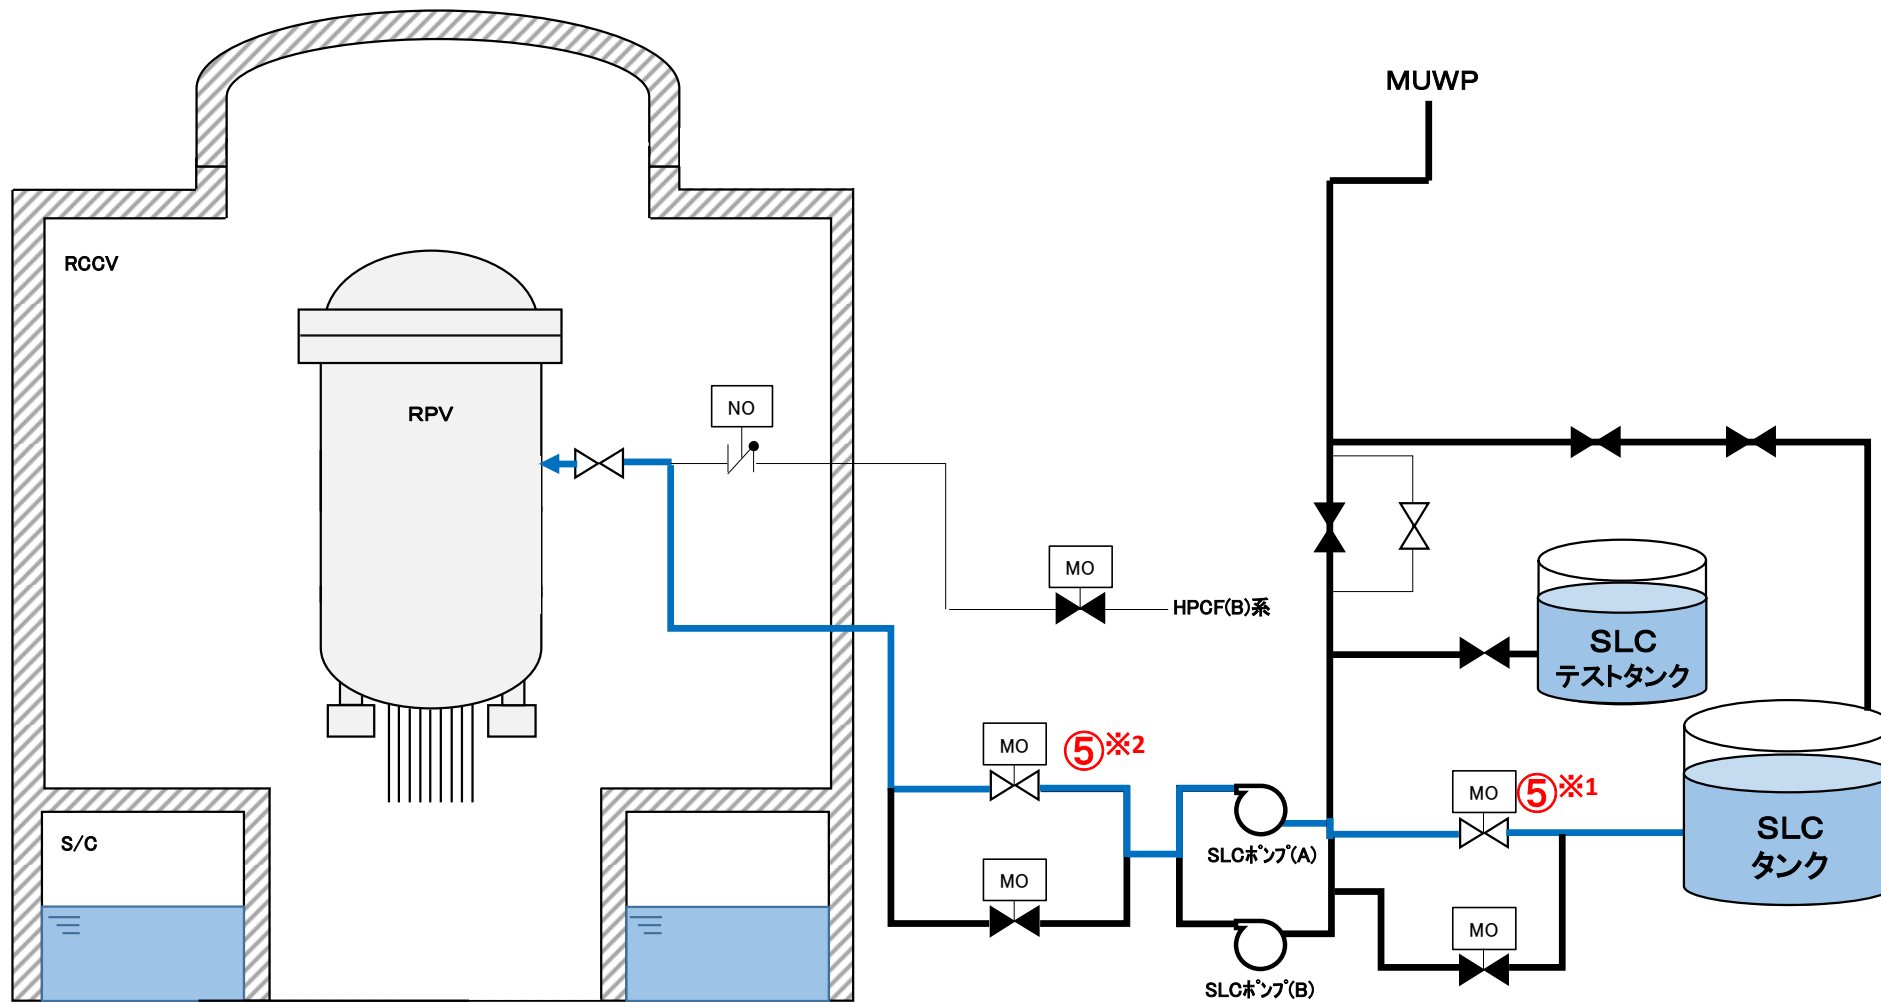 MUWP
RCCV
RPV
NO
MO
HPCF(B)系
SLC
テストタンク
MO
⑤※2
MO
⑤※1
SLC
タンク
SLCポンプ(A)
S/C
MO
MO
SLCポンプ(B)